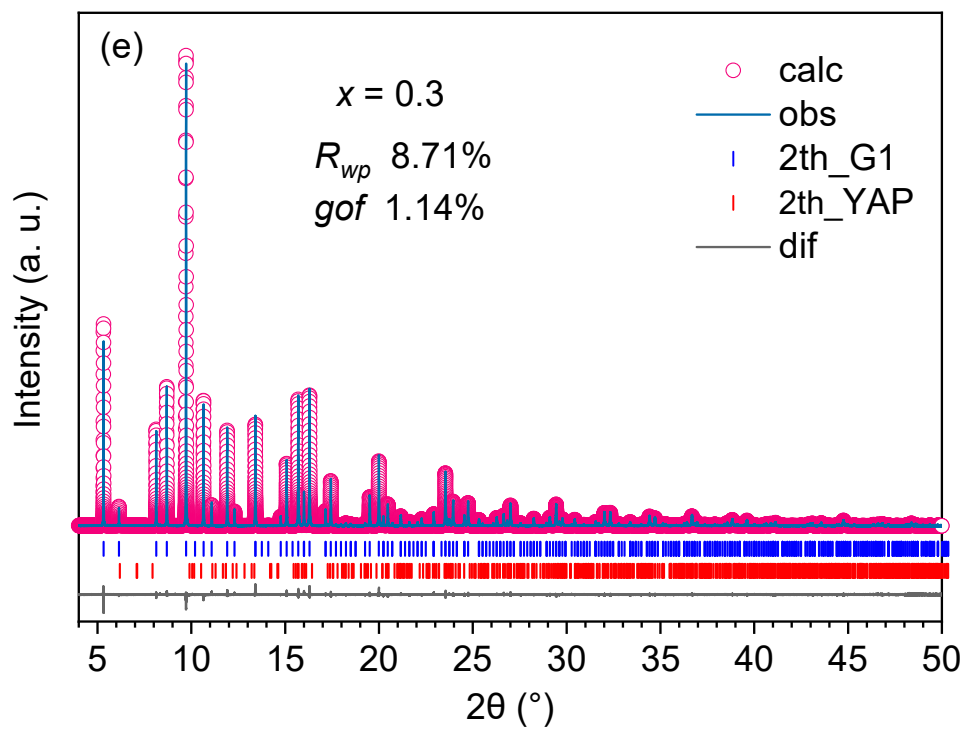 (e)
x = 0.3
R_wp 8.71%
gof 1.14%
calc
obs
2th_G1
2th_YAP
dif
Intensity (a. u.)
5 10 15 20 25 30 35 40 45 50
2θ (°)